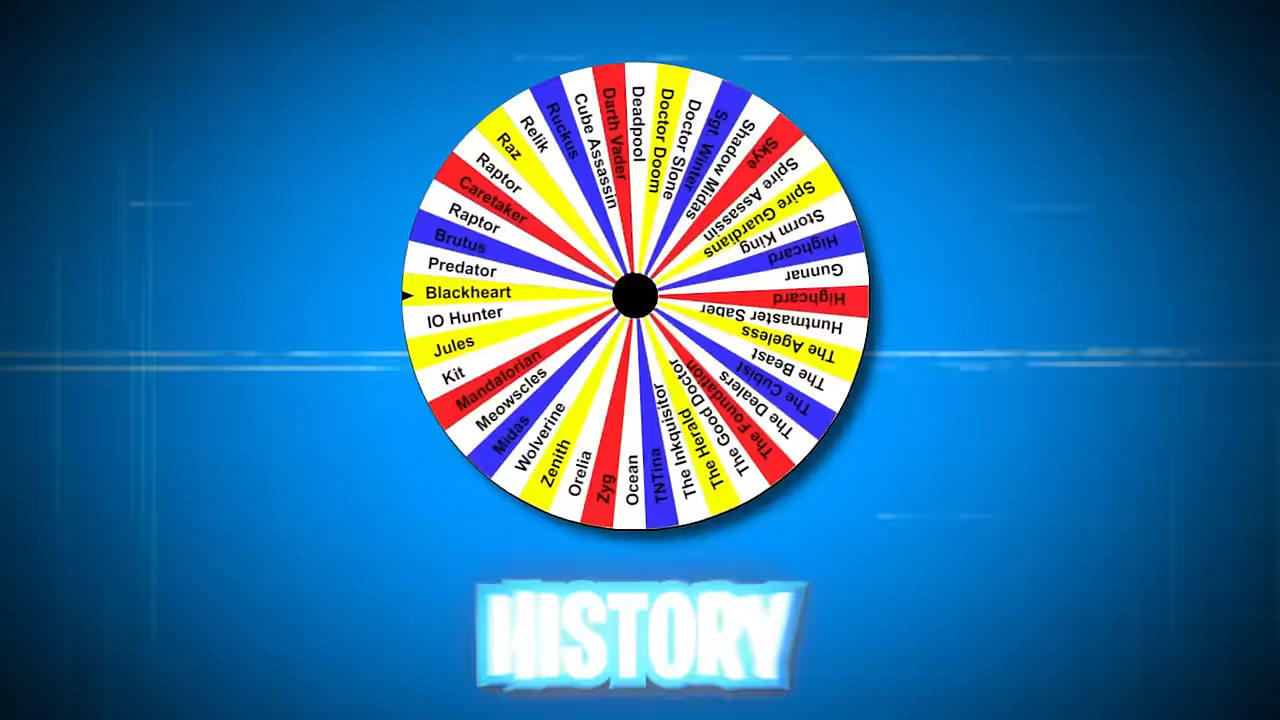 Deadpool
Doctor Doom
Doctor Slone
Sgt. Winter
Shadow Midas
Skye
Spire Assassin
Spire Guardians
Storm King
Highcard
Gunnar
Highcard
Huntmaster Saber
The Ageless
The Beast
The Cubist
The Dealers
The Foundation
The Good Doctor
The Herald
The Inkquisitor
TNTina
Ocean
Zyg
Orelia
Zenith
Wolverine
Midas
Meowscles
Mandalorian
Kit
Jules
IO Hunter
Blackheart
Predator
Brutus
Raptor
Caretaker
Raptor
Raz
Relik
Ruckus
Cube Assassin
Darth Vader
HISTORY